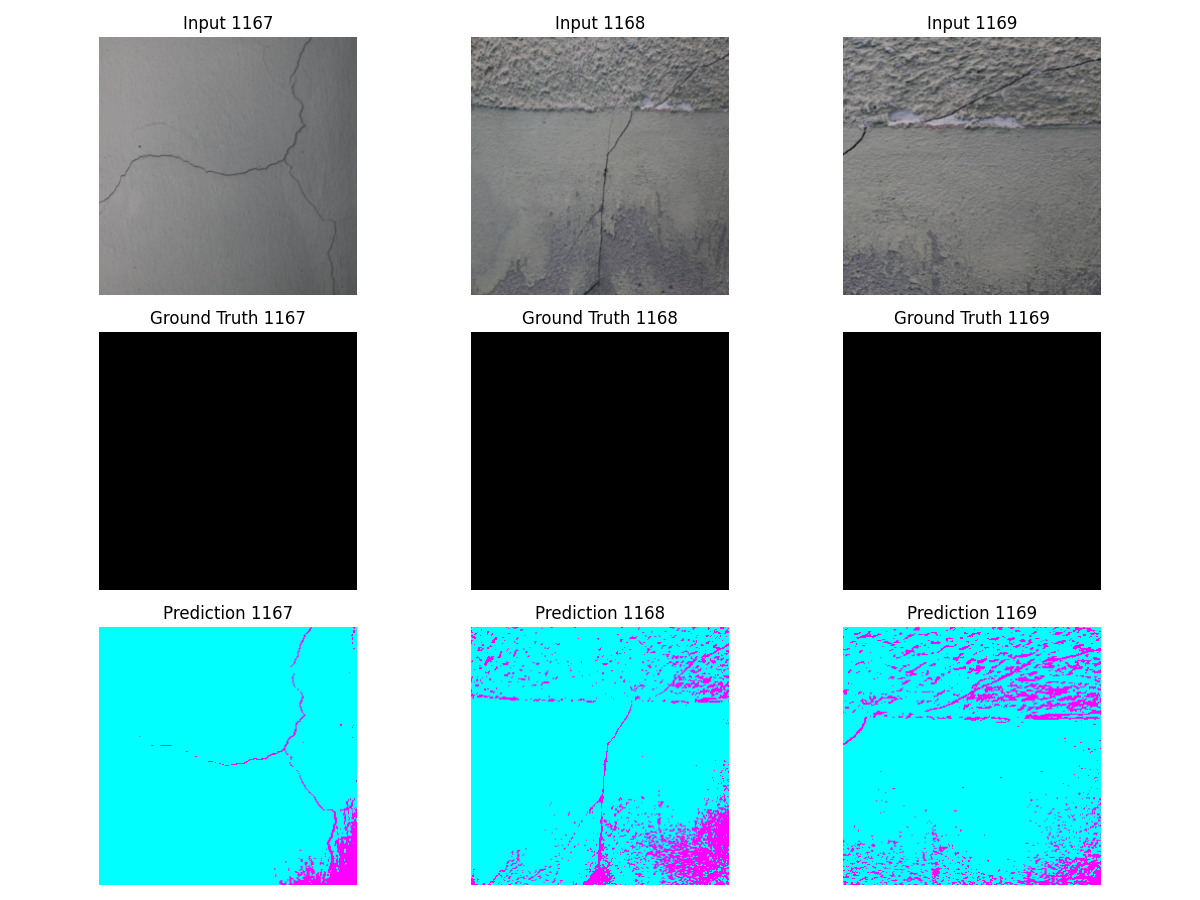 Input 1167
Input 1168
Input 1169
Ground Truth 1167
Ground Truth 1168
Ground Truth 1169
Prediction 1167
Prediction 1168
Prediction 1169